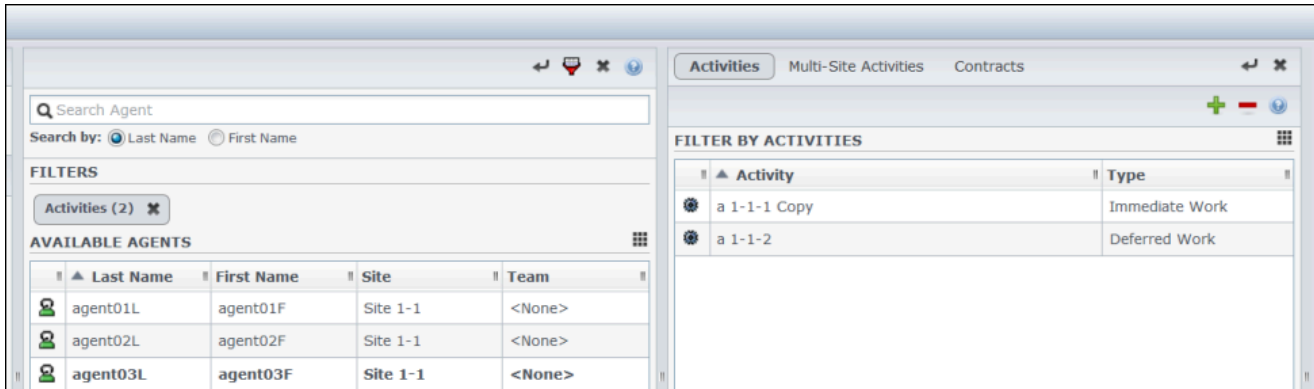 Search Agent
Search by: Last Name First Name
FILTERS
Activities (2)
AVAILABLE AGENTS
Last Name First Name Site Team
agent01L agent01F Site 1-1 <None>
agent02L agent02F Site 1-1 <None>
agent03L agent03F Site 1-1 <None>
Activities Multi-Site Activities Contracts
FILTER BY ACTIVITIES
Activity Type
a 1-1-1 Copy Immediate Work
a 1-1-2 Deferred Work